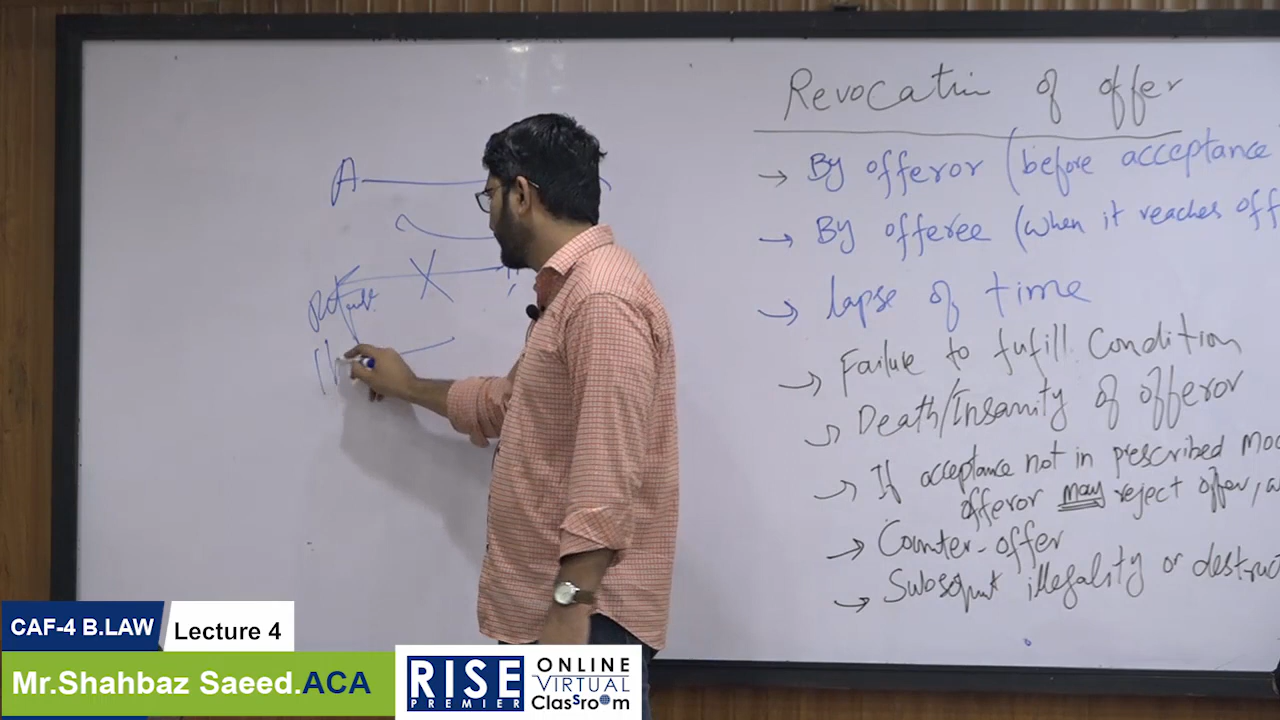 Revocation of offer
→ By offeror (before acceptance
→ By offeree (when it reaches off
→ lapse of time
→ Failure to fufill Condition
→ Death/Insanity of offeror
→ If acceptance not in prescribed mo
offeror may reject offer,
→ Counter-offer
→ Subsqunt illegality or destruc
A
X
CAF-4 B.LAW
Lecture 4
Mr.Shahbaz Saeed.ACA
RISE
PREMIER
ONLINE
VIRTUAL
Classroom